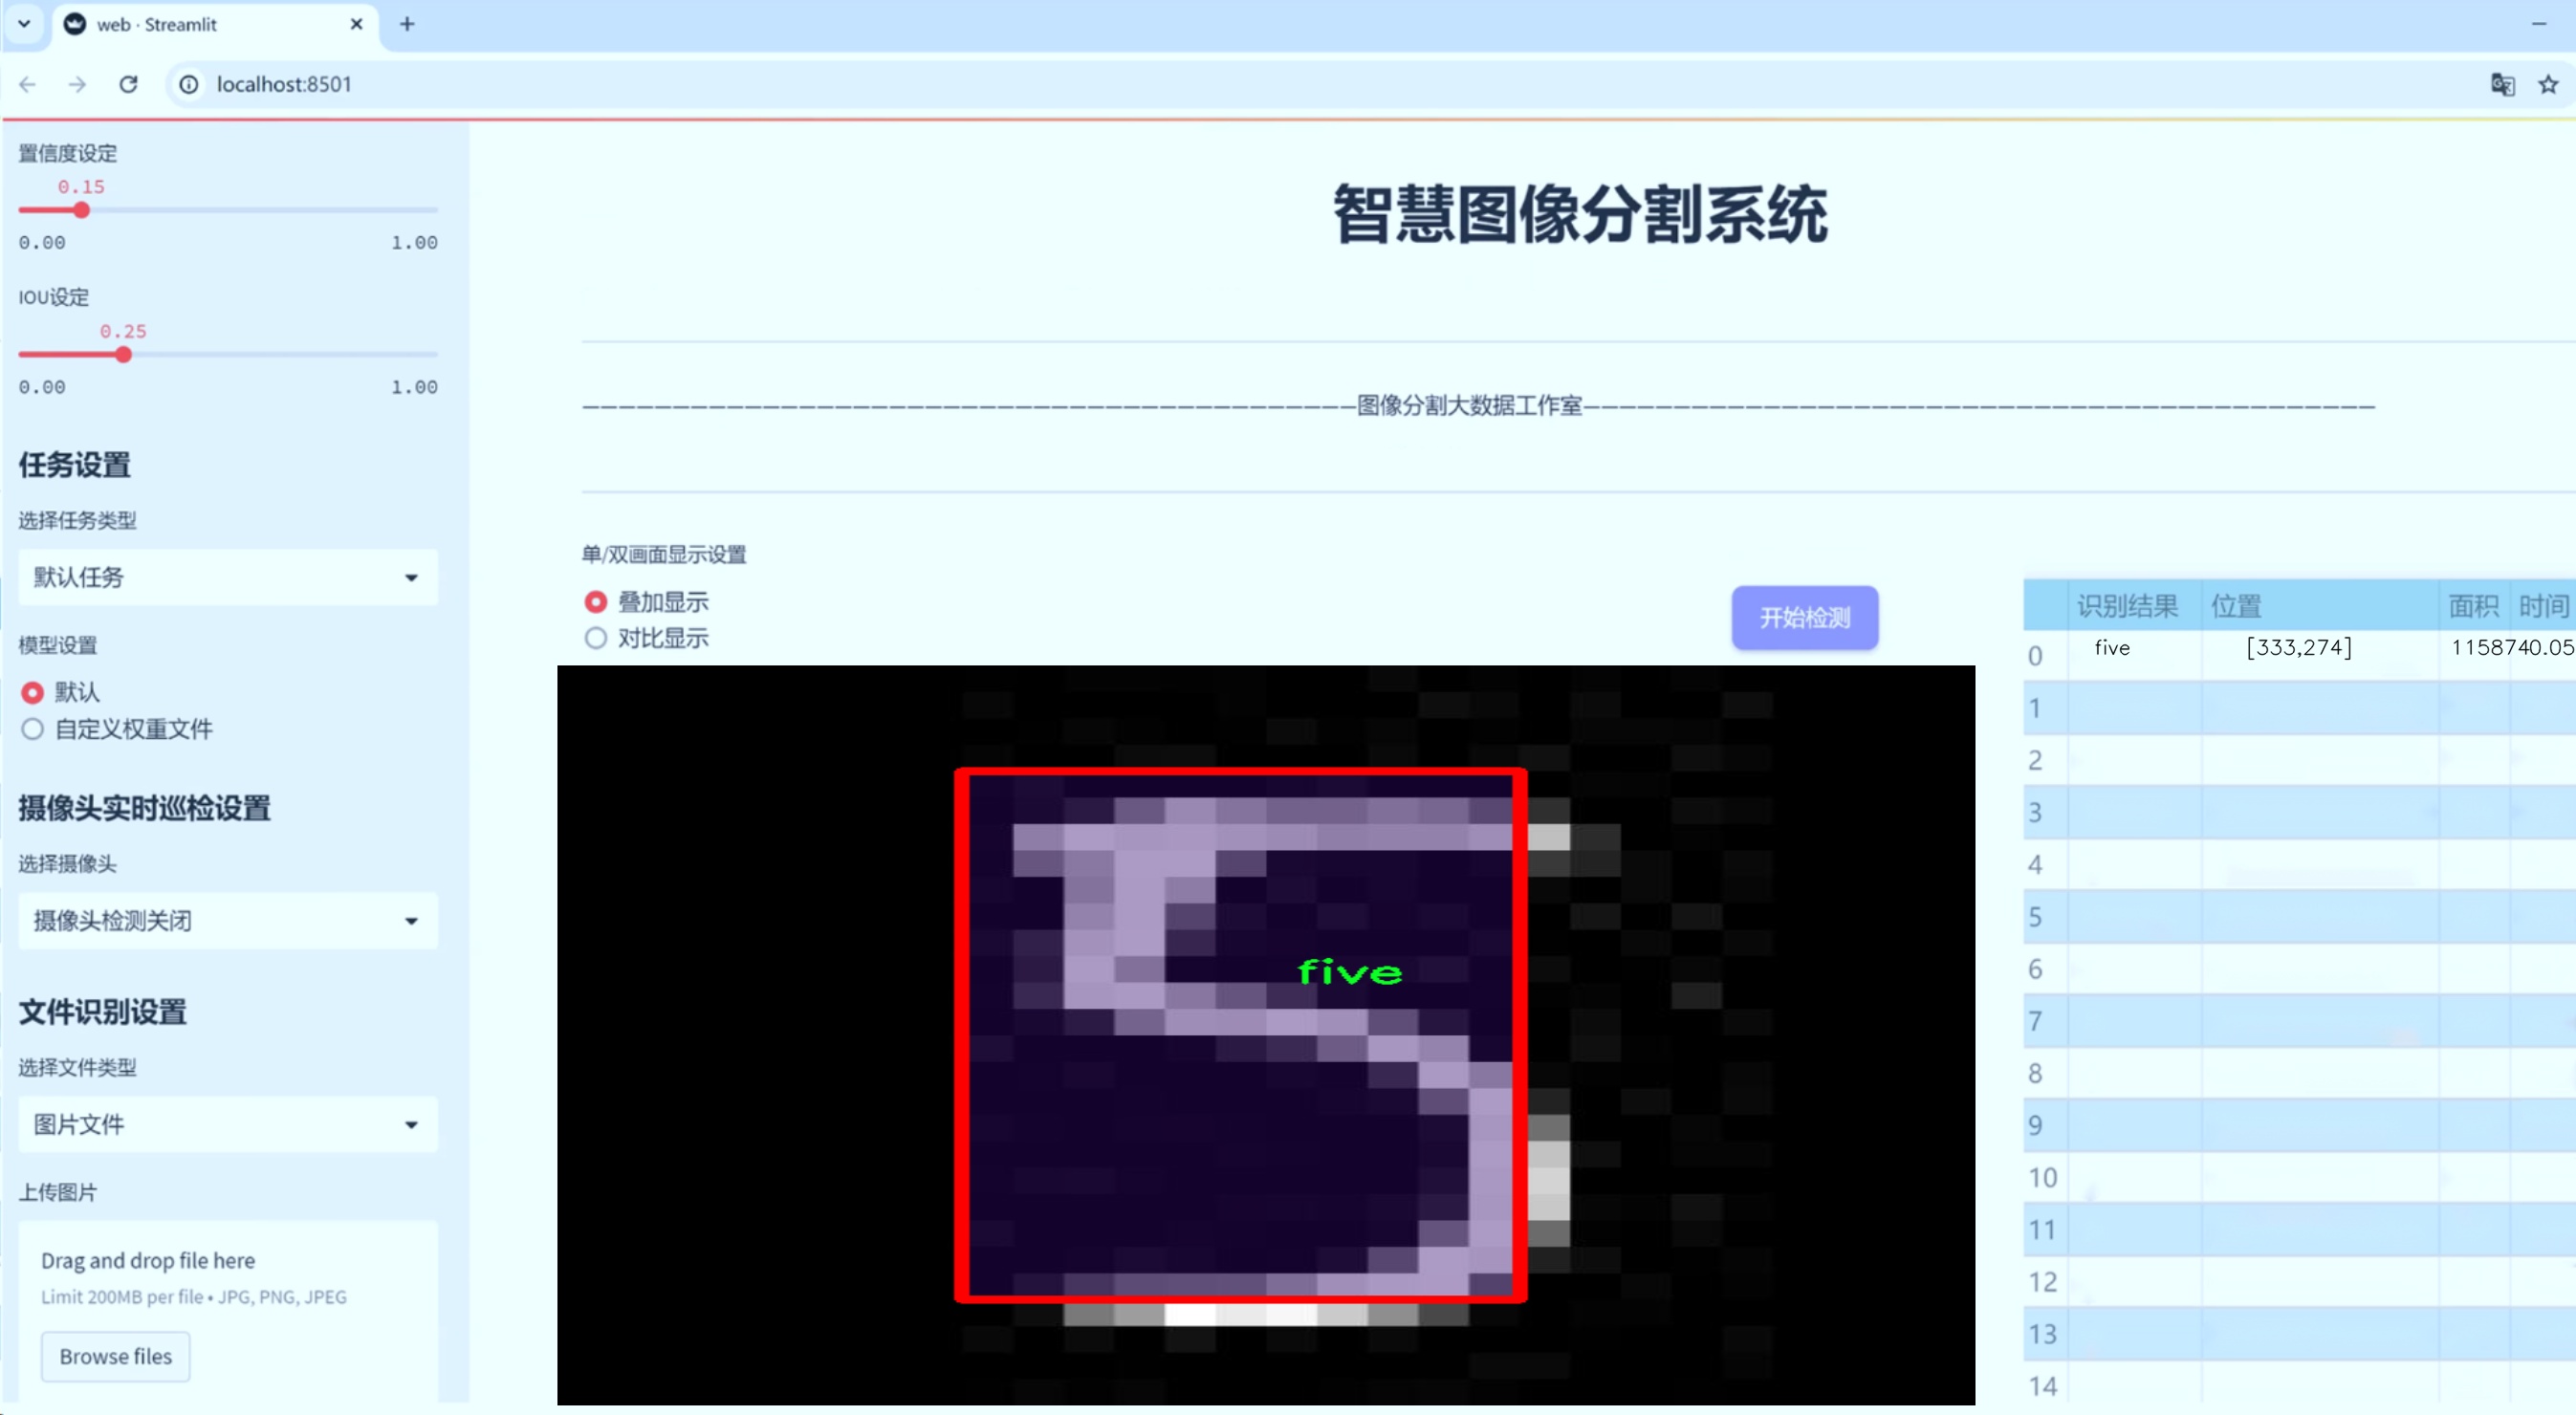 web · Streamlit
localhost:8501
置信度设定
0.15
0.00 1.00
IOU设定
0.25
0.00 1.00
任务设置
选择任务类型
默认任务
模型设置
默认
自定义权重文件
摄像头实时巡检设置
选择摄像头
摄像头检测关闭
文件识别设置
选择文件类型
图片文件
上传图片
Drag and drop file here
Limit 200MB per file • JPG, PNG, JPEG
Browse files
智慧图像分割系统
———————————————————————————————————————————图像分割大数据工作室————————————————————————————————————————————
单/双画面显示设置
叠加显示
对比显示
开始检测
five
识别结果 位置 面积 时间
0 five [333,274] 1158740.05
1
2
3
4
5
6
7
8
9
10
11
12
13
14